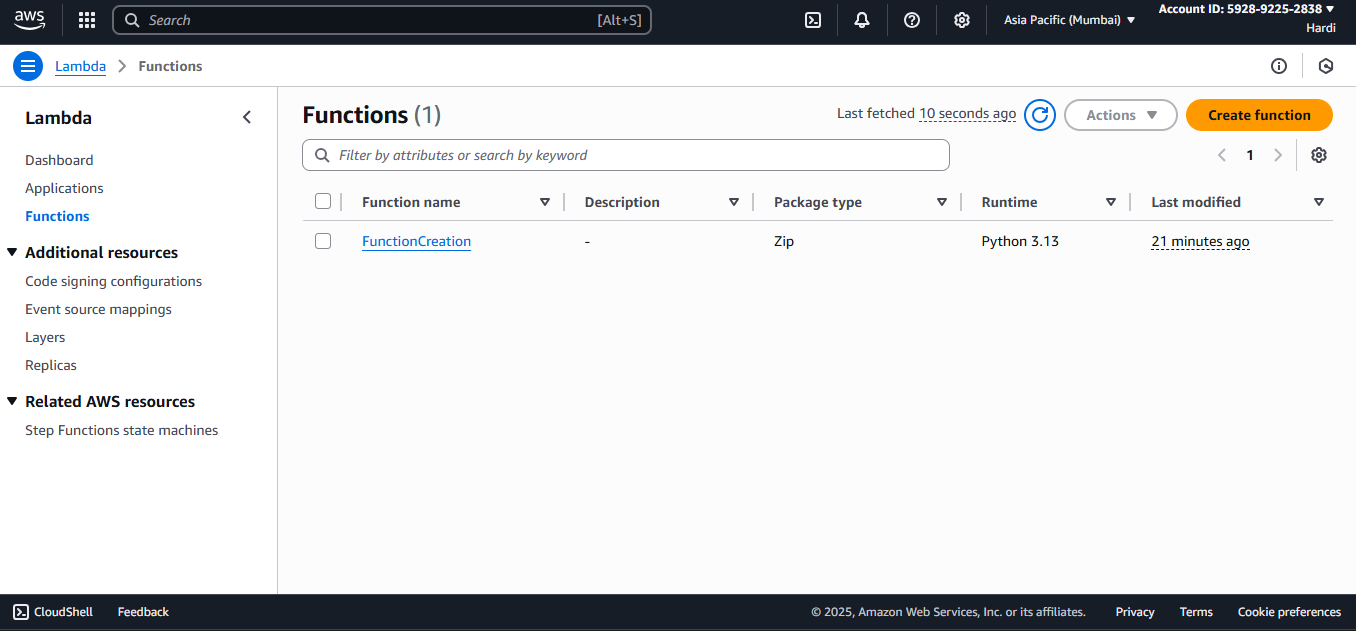 aws
Search [Alt+S]
Asia Pacific (Mumbai)
Account ID: 5928-9225-2838
Hardi
Lambda > Functions
Lambda
Dashboard
Applications
Functions
Additional resources
Code signing configurations
Event source mappings
Layers
Replicas
Related AWS resources
Step Functions state machines
Functions (1)
Last fetched 10 seconds ago
Actions
Create function
Filter by attributes or search by keyword
1
Function name Description Package type Runtime Last modified
FunctionCreation - Zip Python 3.13 21 minutes ago
CloudShell Feedback © 2025, Amazon Web Services, Inc. or its affiliates. Privacy Terms Cookie preferences